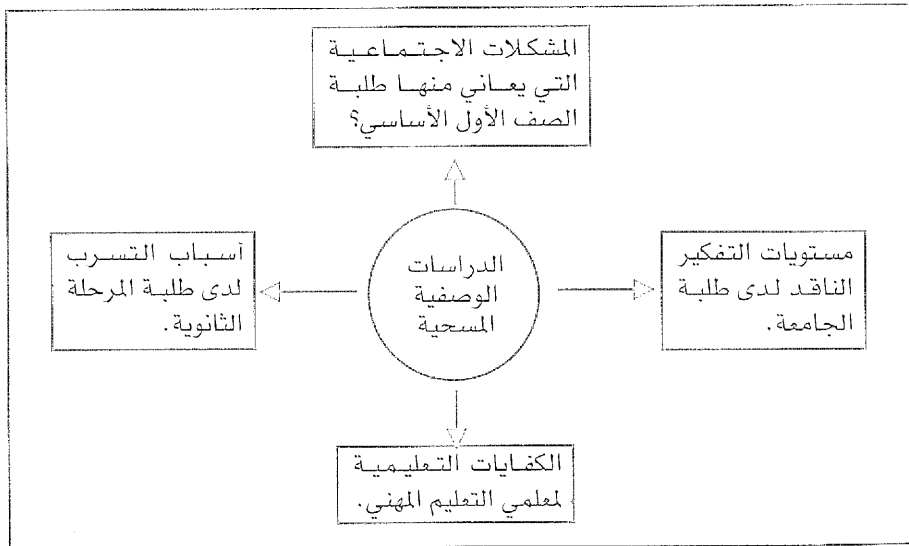 المشكلات الاجتماعية
التي يعاني منها طلبة
الصف الأول الأساسي؟
مستويات التفكير
الناقد لدى طلبة
الجامعة.
الدراسات
الوصفية
المسحية
أسباب التسرب
لدى طلبة المرحلة
الثانوية.
الكفايات التعليمية
لمعلمي التعليم المهني.